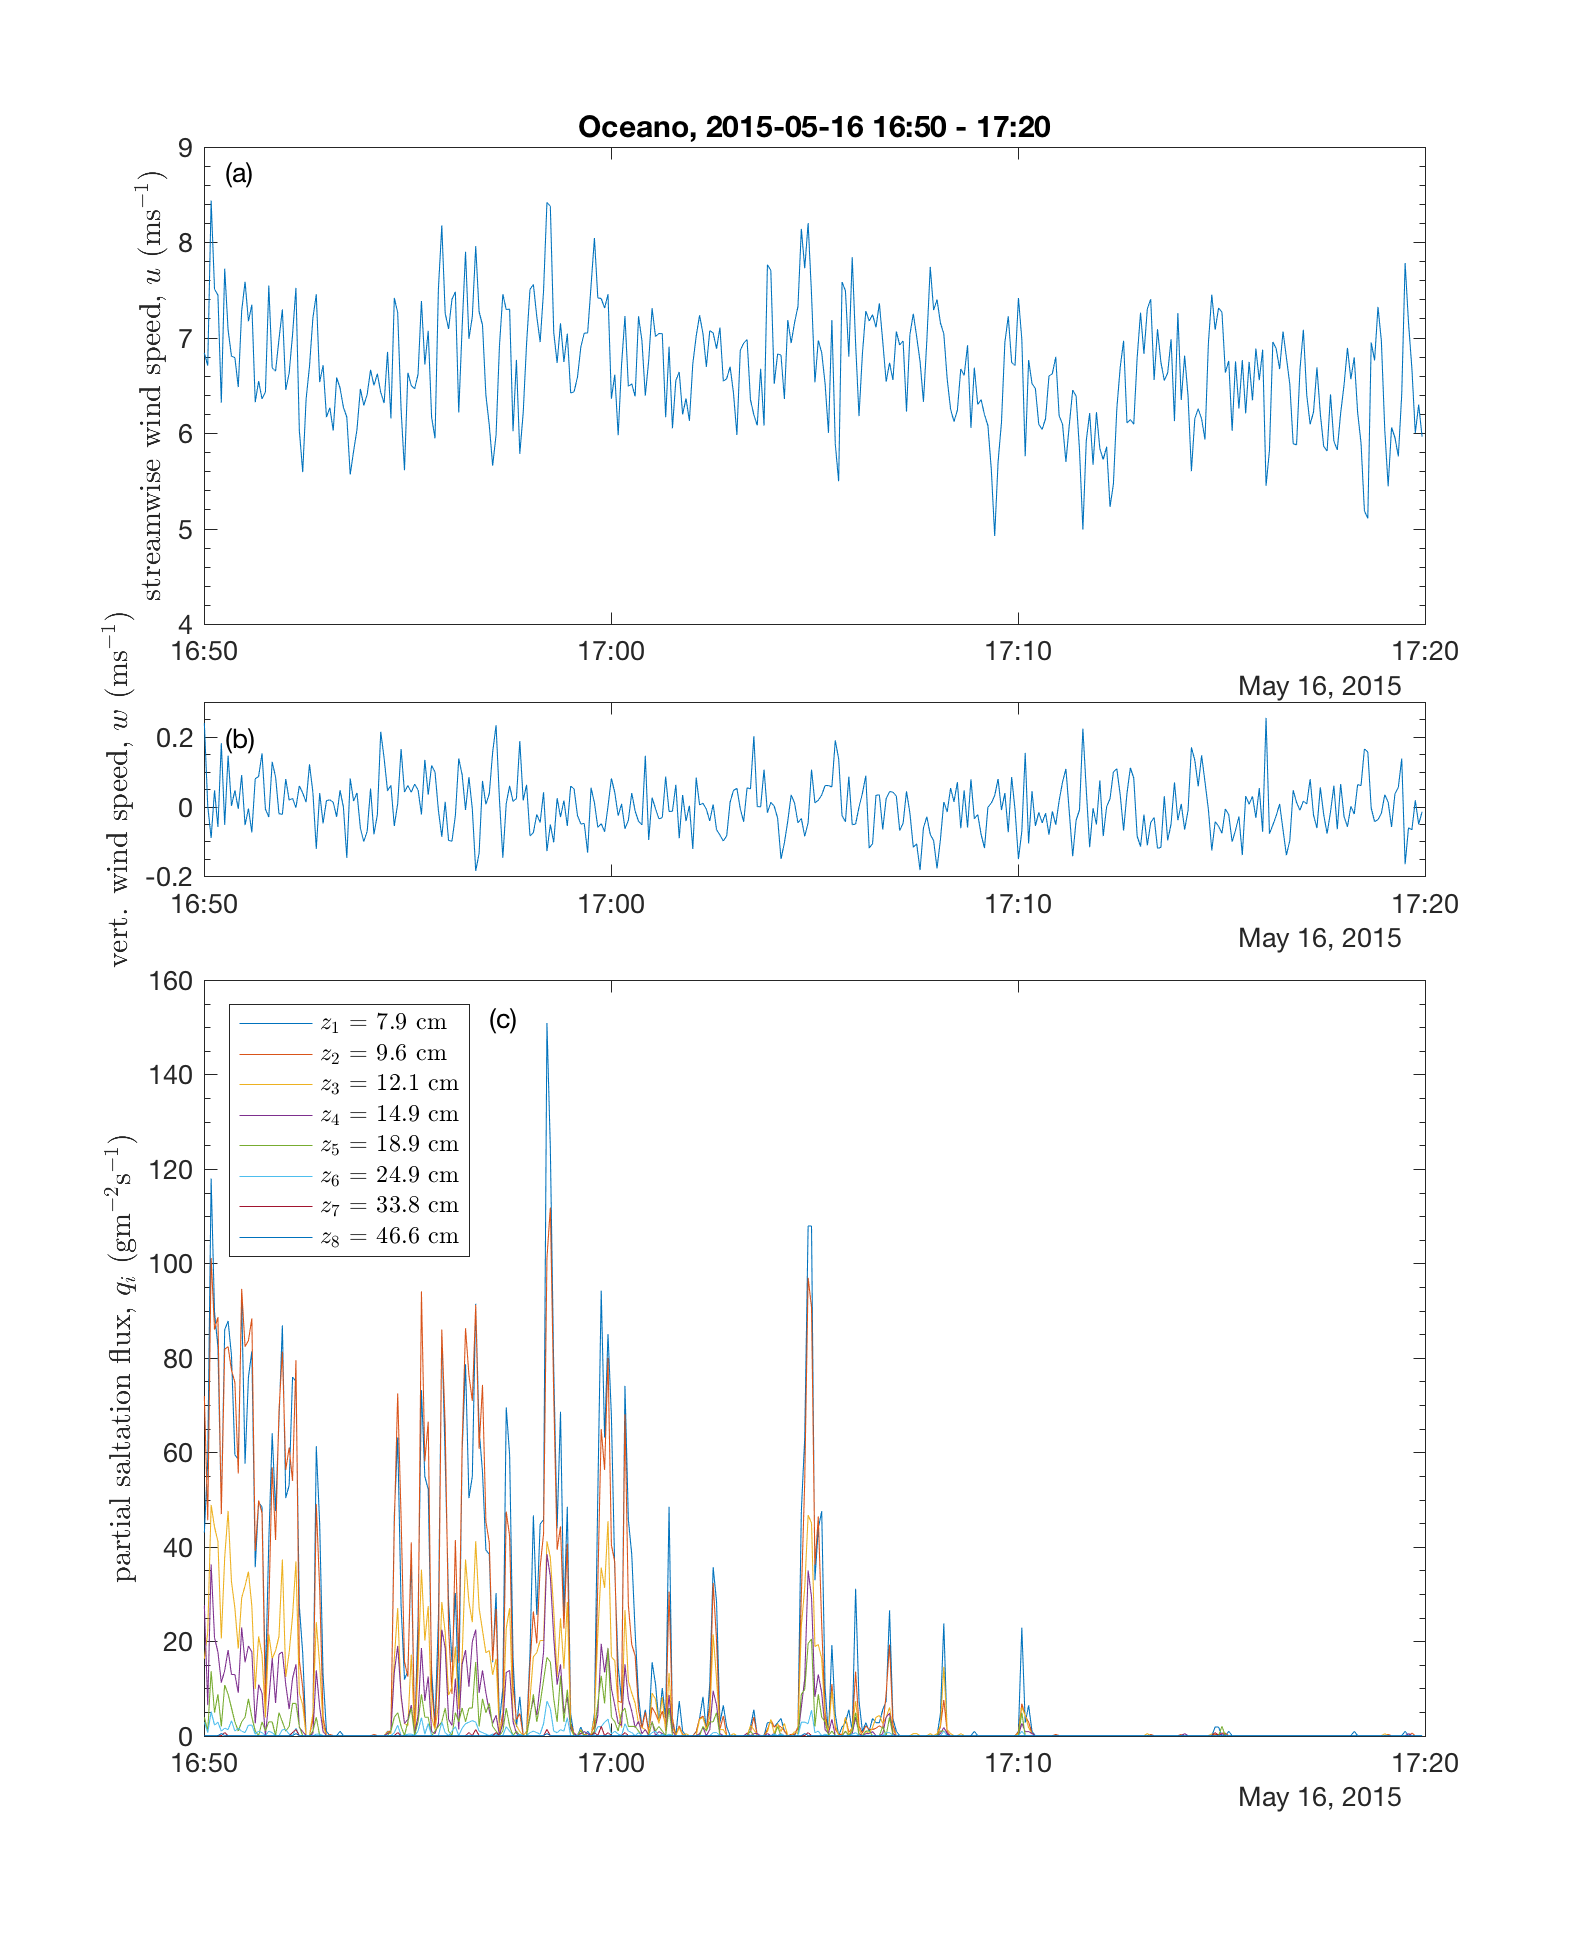 Oceano, 2015-05-16 16:50 - 17:20
(a)
streamwise wind speed, u (ms⁻¹)
9
8
7
6
5
4
16:50 17:00 17:10 17:20
May 16, 2015
(b)
vert. wind speed, w (ms⁻¹)
0.2
0
-0.2
16:50 17:00 17:10 17:20
May 16, 2015
(c)
partial saltation flux, qᵢ (gm⁻²s⁻¹)
160
140
120
100
80
60
40
20
0
z₁ = 7.9 cm
z₂ = 9.6 cm
z₃ = 12.1 cm
z₄ = 14.9 cm
z₅ = 18.9 cm
z₆ = 24.9 cm
z₇ = 33.8 cm
z₈ = 46.6 cm
16:50 17:00 17:10 17:20
May 16, 2015